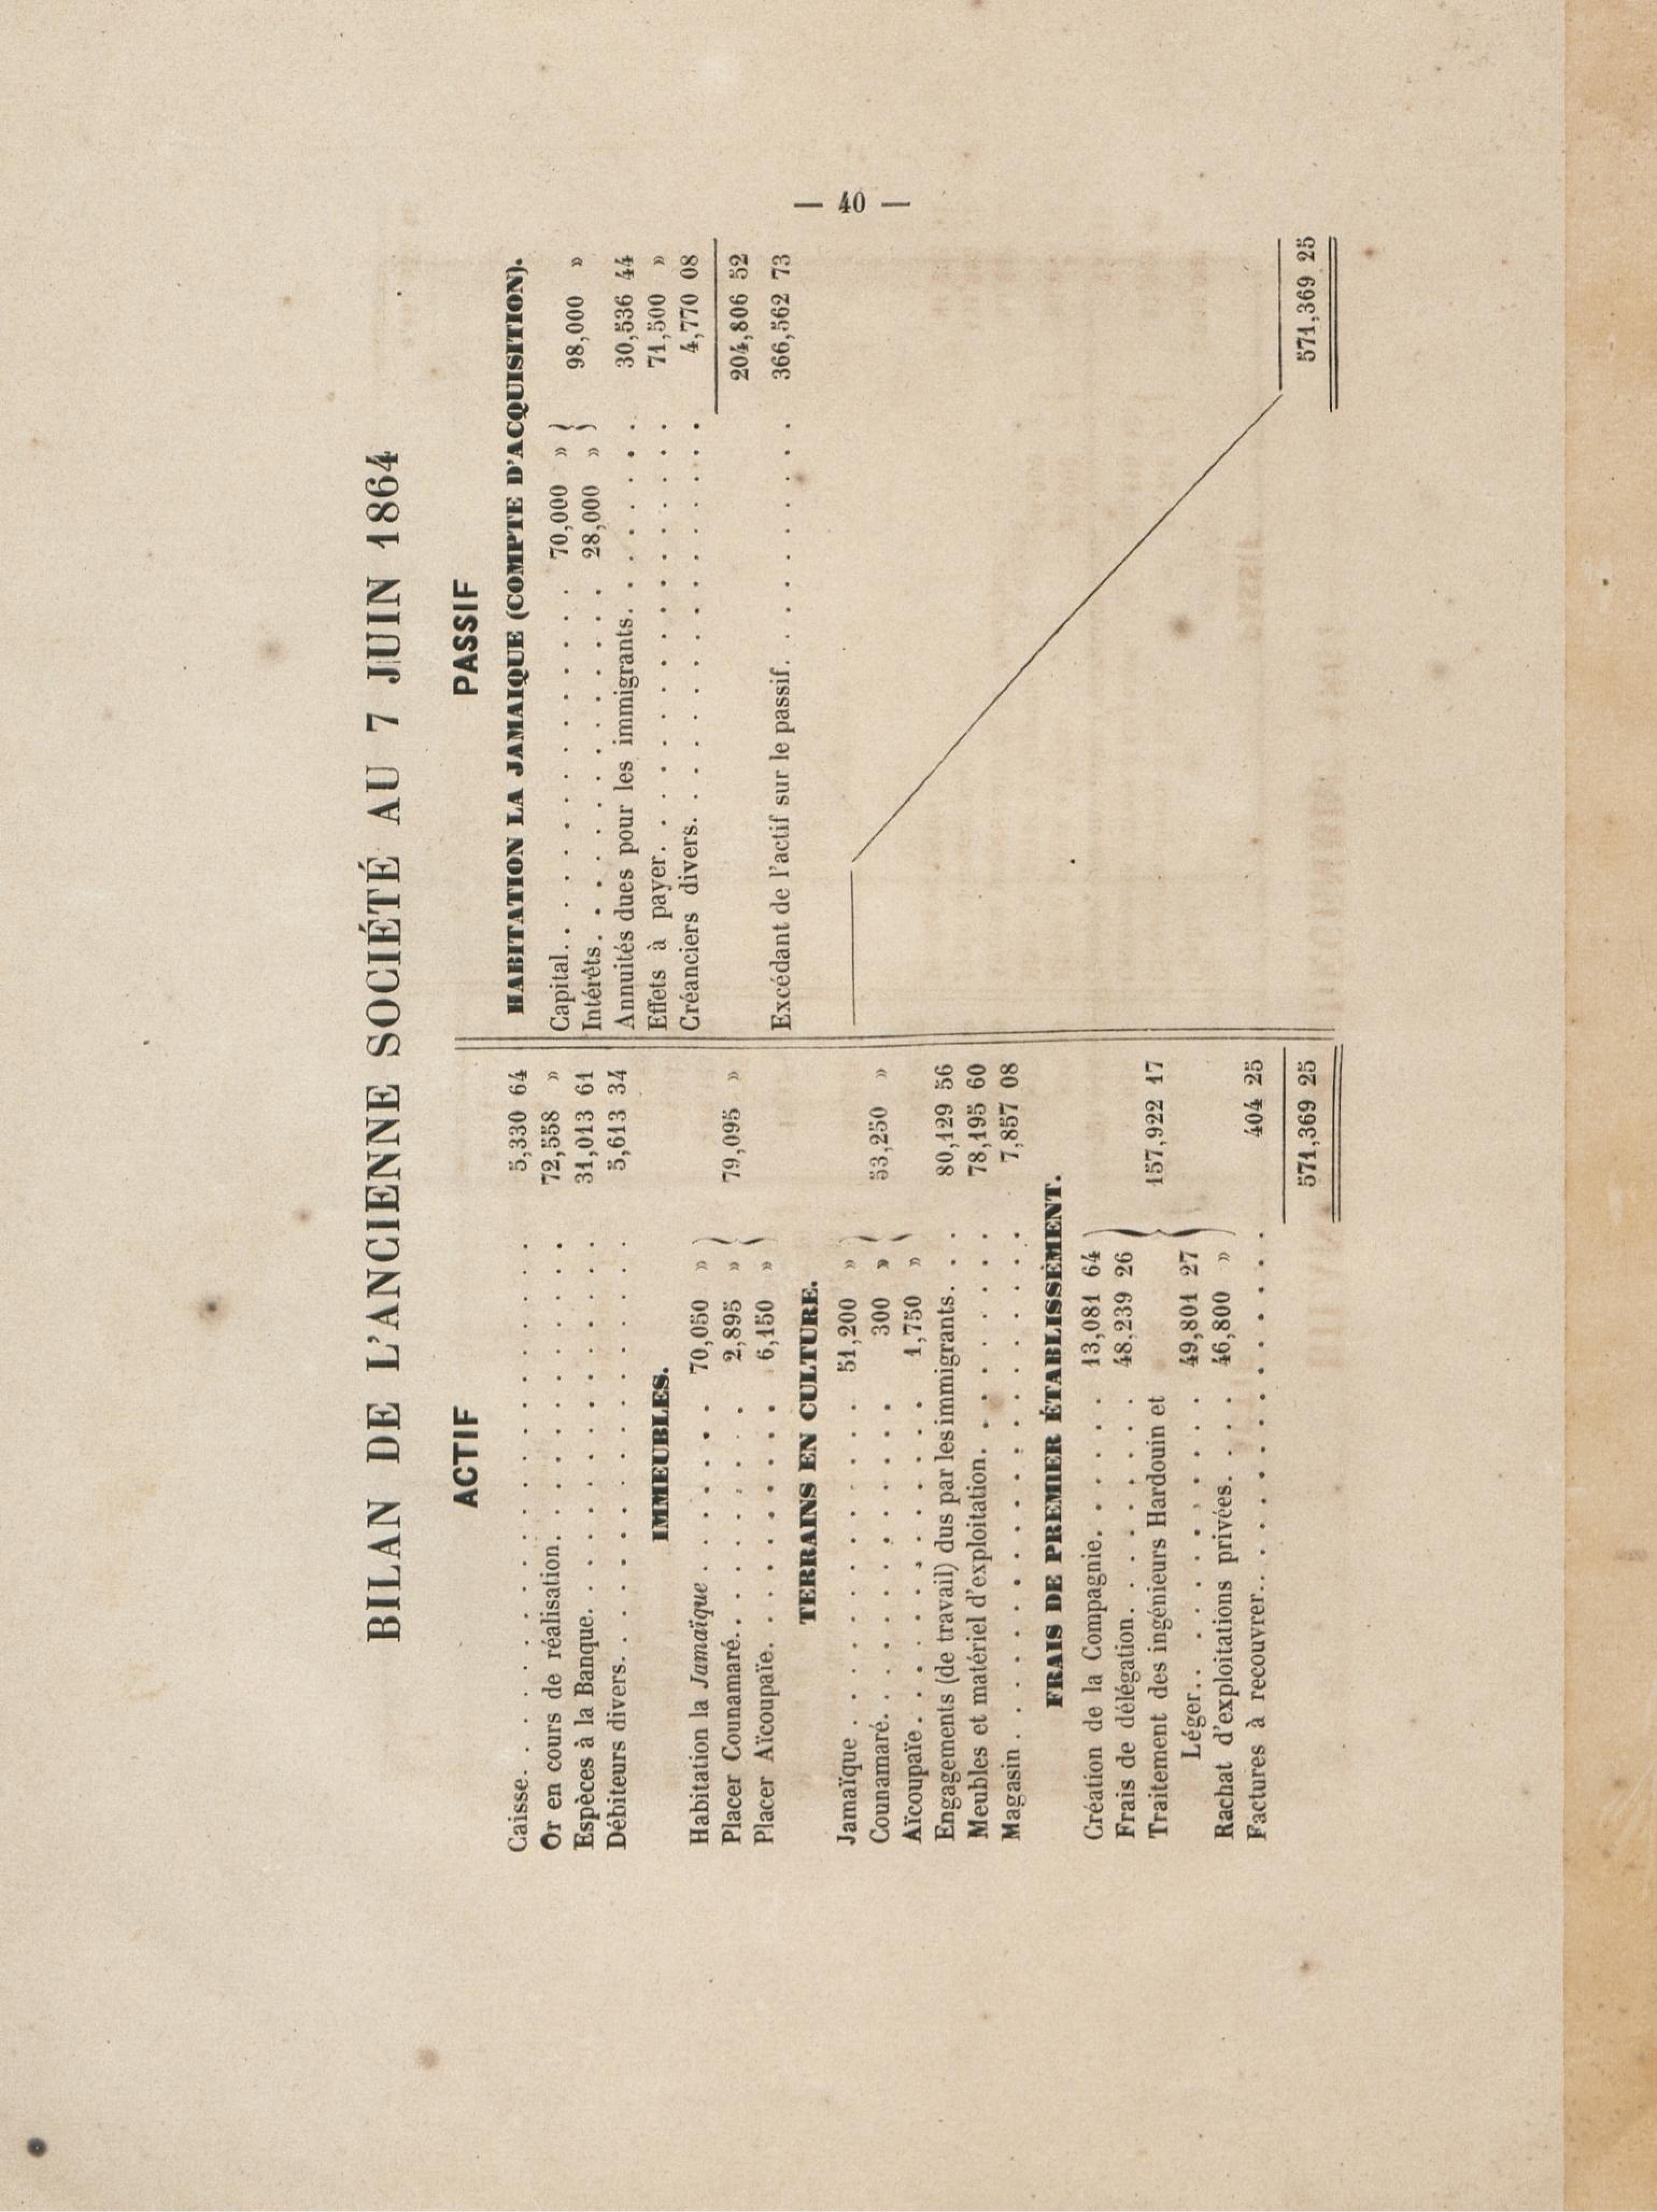 — 40 —
BILAN DE L'ANCIENNE SOCIÉTÉ AU 7 JUIN 1864
ACTIF
Caisse. . . . . . . . . . . . 5,330 64
Or en cours de réalisation. . . . . . . . . . 72,558 »
Espèces à la Banque. . . . . . . . . . . 31,013 61
Débiteurs divers. . . . . . . . . . . . 5,613 34
IMMEUBLES.
Habitation la Jamaïque . . . . . . 70,050 » }
Placer Counamaré. . . . . . . . 2,895 » } 79,095 »
Placer Aïcoupaïe. . . . . . . . 6,150 » }
TERRAINS EN CULTURE.
Jamaïque . . . . . . . . . . 51,200 » }
Counamaré. . . . . . . . . . 300 » } 53,250 »
Aïcoupaïe . . . . . . . . . . 1,750 » }
Engagements (de travail) dus par les immigrants. . . 80,129 56
Meubles et matériel d'exploitation. . . . . . . . 78,195 60
Magasin . . . . . . . . . . . . . 7,857 08
FRAIS DE PREMIER ÉTABLISSEMENT.
Création de la Compagnie. . . . . . 13,081 64 }
Frais de délégation. . . . . . . . 48,239 26 }
Traitement des ingénieurs Hardouin et } 157,922 17
Léger. . . . . . . . . . 49,801 27 }
Rachat d'exploitations privées. . . . 46,800 » }
Factures à recouvrer. . . . . . . . . . . 404 25
571,369 25
PASSIF
HABITATION LA JAMAIQUE (COMPTE D'ACQUISITION).
Capital. . . . . . . . . . . . 70,000 » }
Intérêts. . . . . . . . . . . . 28,000 » } 98,000 »
Annuités dues pour les immigrants. . . . . . . 30,536 44
Effets à payer. . . . . . . . . . . . . 71,500 »
Créanciers divers. . . . . . . . . . . . 4,770 08
204,806 52
Excédant de l'actif sur le passif. . . . . . . . 366,562 73
571,369 25